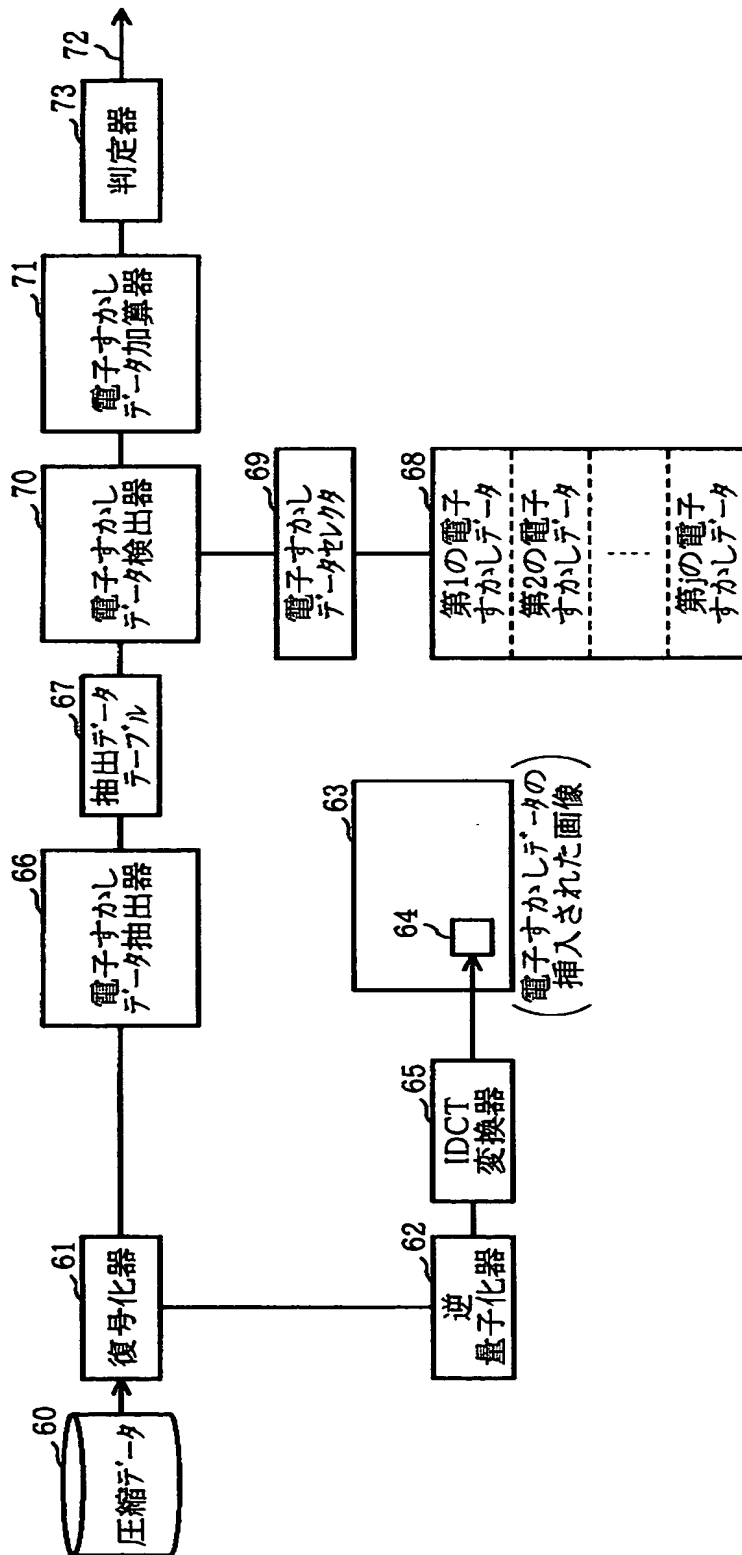 60
圧縮データ
61
復号化器
66
電子すかし
データ抽出器
67
抽出データ
テーブル
70
電子すかし
データ検出器
71
電子すかし
データ加算器
73
判定器
72
69
電子すかし
データセレクタ
68
第1の電子
すかしデータ
第2の電子
すかしデータ
第jの電子
すかしデータ
62
逆
量子化器
65
IDCT
変換器
63
64
(電子すかしデータの
挿入された画像)